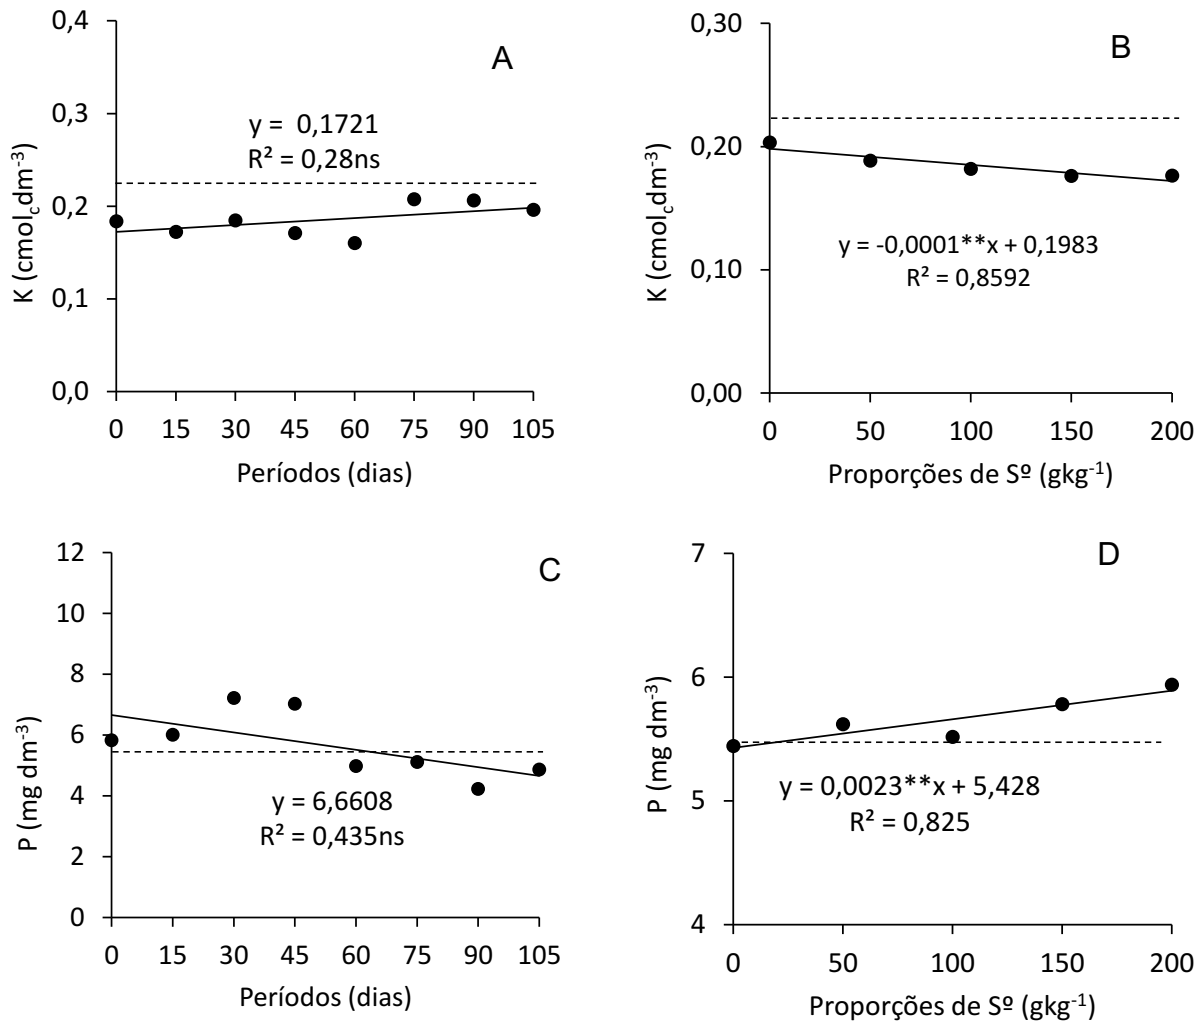 A
K (cmol_c dm⁻³)
0,4
0,3
0,2
0,1
0,0
y = 0,1721
R² = 0,28ns
0 15 30 45 60 75 90 105
Períodos (dias)
B
K (cmol_c dm⁻³)
0,30
0,20
0,10
0,00
y = -0,0001**x + 0,1983
R² = 0,8592
0 50 100 150 200
Proporções de Sº (gkg⁻¹)
C
P (mg dm⁻³)
12
10
8
6
4
2
0
y = 6,6608
R² = 0,435ns
0 15 30 45 60 75 90 105
Períodos (dias)
D
P (mg dm⁻³)
7
6
5
4
y = 0,0023**x + 5,428
R² = 0,825
0 50 100 150 200
Proporções de Sº (gkg⁻¹)